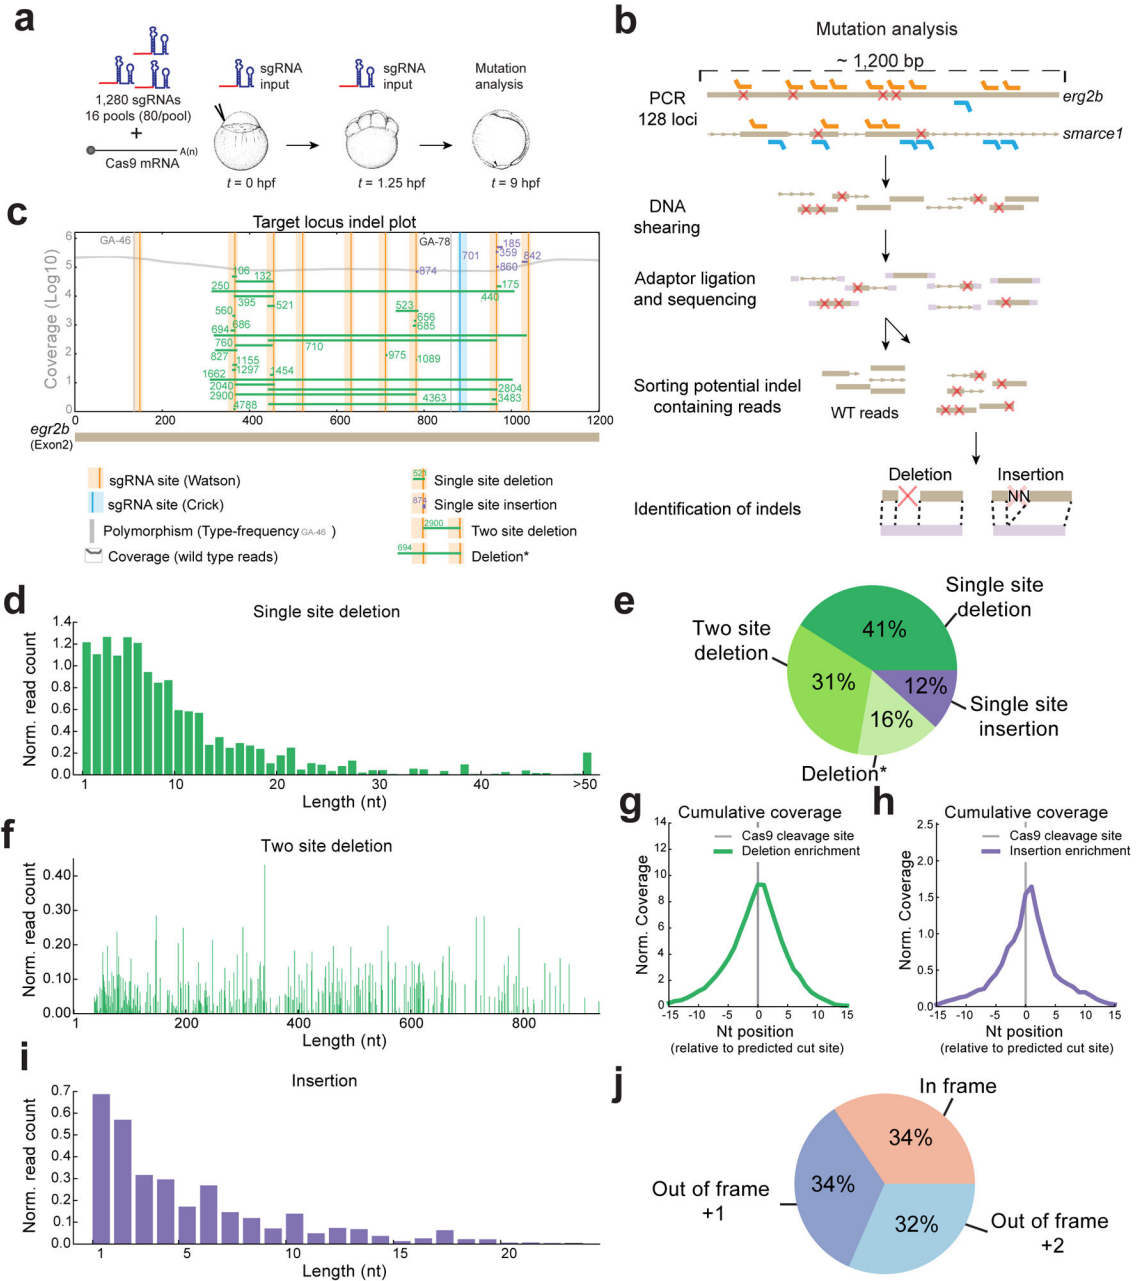 a
1,280 sgRNAs
16 pools (80/pool)
+
A(n)
Cas9 mRNA
sgRNA
input
sgRNA
input
Mutation
analysis
t = 0 hpf
t = 1.25 hpf
t = 9 hpf
b
Mutation analysis
~ 1,200 bp
PCR
128 loci
erg2b
smarce1
DNA
shearing
Adaptor ligation
and sequencing
Sorting potential indel
containing reads
WT reads
Deletion
Insertion
NN
Identification of indels
c
Target locus indel plot
Coverage (Log10)
6
5
4
3
2
1
0
GA-46
GA-78
185
359
701
842
106
132
874
860
250
175
395
440
521
523
560
656
686
685
694
760
710
827
975
1089
1155
1297
1454
1662
2040
2804
2900
4363
3483
4788
0
200
400
600
800
1000
1200
egr2b
(Exon2)
sgRNA site (Watson)
sgRNA site (Crick)
Polymorphism (Type-frequency GA-46 )
Coverage (wild type reads)
521
Single site deletion
874
Single site insertion
2900
Two site deletion
694
Deletion*
d
Single site deletion
Norm. read count
1.4
1.2
1.0
0.8
0.6
0.4
0.2
0.0
1
10
20
30
40
>50
Length (nt)
e
Single site
deletion
41%
Two site
deletion
31%
12%
Single site
insertion
16%
Deletion*
f
Two site deletion
Norm. read count
0.40
0.30
0.20
0.10
0.00
1
200
400
600
800
Length (nt)
g
Cumulative coverage
Cas9 cleavage site
Deletion enrichment
Norm. Coverage
14
12
10
8
6
4
2
0
-15
-10
-5
0
5
10
15
Nt position
(relative to predicted cut site)
h
Cumulative coverage
Cas9 cleavage site
Insertion enrichment
Norm. Coverage
2.5
2.0
1.5
1.0
0.5
0.0
-15
-10
-5
0
5
10
15
Nt position
(relative to predicted cut site)
i
Insertion
Norm. read count
0.7
0.6
0.5
0.4
0.3
0.2
0.1
0.0
1
5
10
15
20
Length (nt)
j
In frame
34%
34%
Out of frame
+1
32%
Out of frame
+2